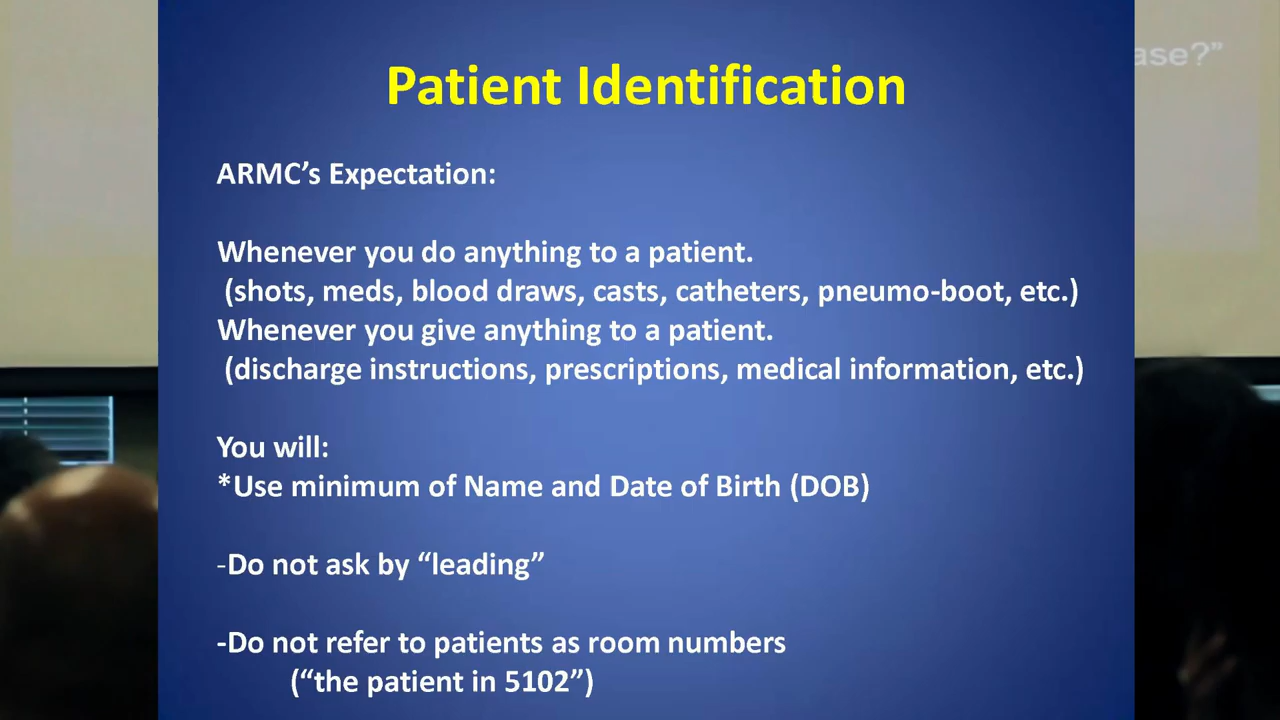 Patient Identification
ase?”
ARMC’s Expectation:
Whenever you do anything to a patient.
(shots, meds, blood draws, casts, catheters, pneumo-boot, etc.)
Whenever you give anything to a patient.
(discharge instructions, prescriptions, medical information, etc.)
You will:
*Use minimum of Name and Date of Birth (DOB)
-Do not ask by “leading”
-Do not refer to patients as room numbers
(“the patient in 5102”)